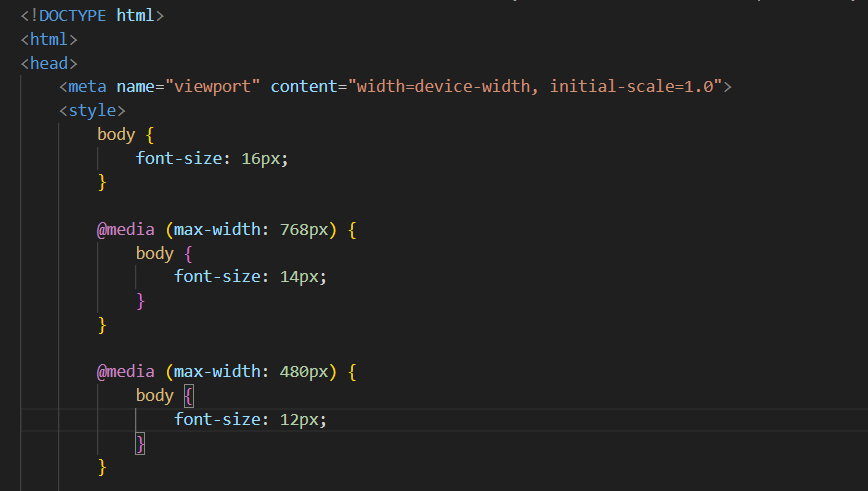 <!DOCTYPE html>
<html>
<head>
    <meta name="viewport" content="width=device-width, initial-scale=1.0">
    <style>
        body {
            font-size: 16px;
        }

        @media (max-width: 768px) {
            body {
                font-size: 14px;
            }
        }

        @media (max-width: 480px) {
            body {
                font-size: 12px;
            }
        }